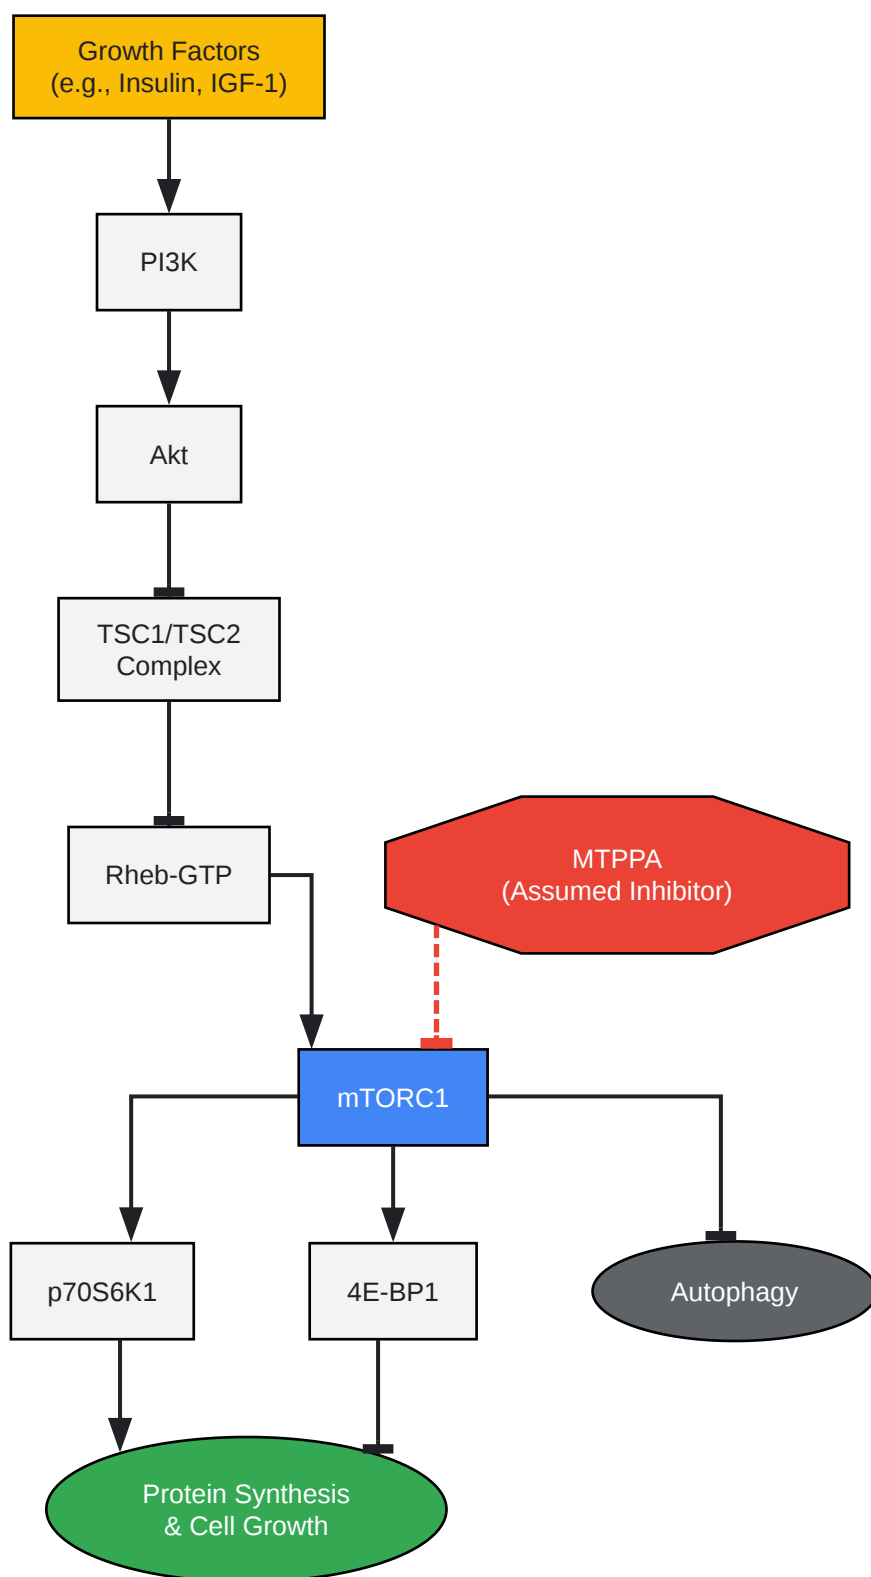 Growth Factors
(e.g., Insulin, IGF-1)
PI3K
Akt
TSC1/TSC2
Complex
Rheb-GTP
MTPPA
(Assumed Inhibitor)
mTORC1
p70S6K1
4E-BP1
Autophagy
Protein Synthesis
& Cell Growth